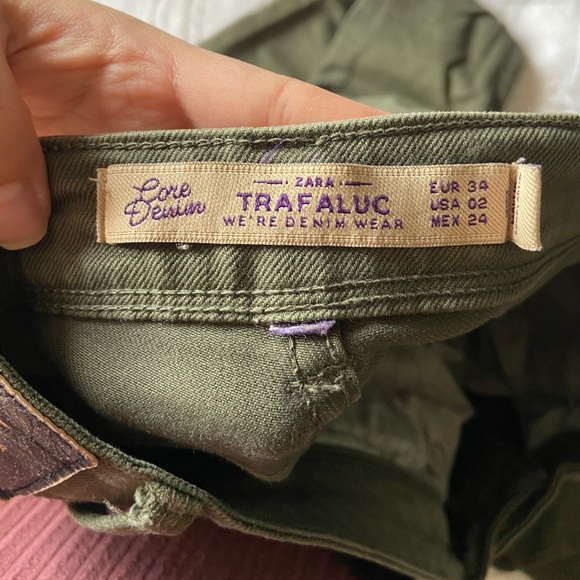 Core
Denim
ZARA
TRAFALUC
WE'RE DENIM WEAR
EUR 34
USA 02
MEX 24